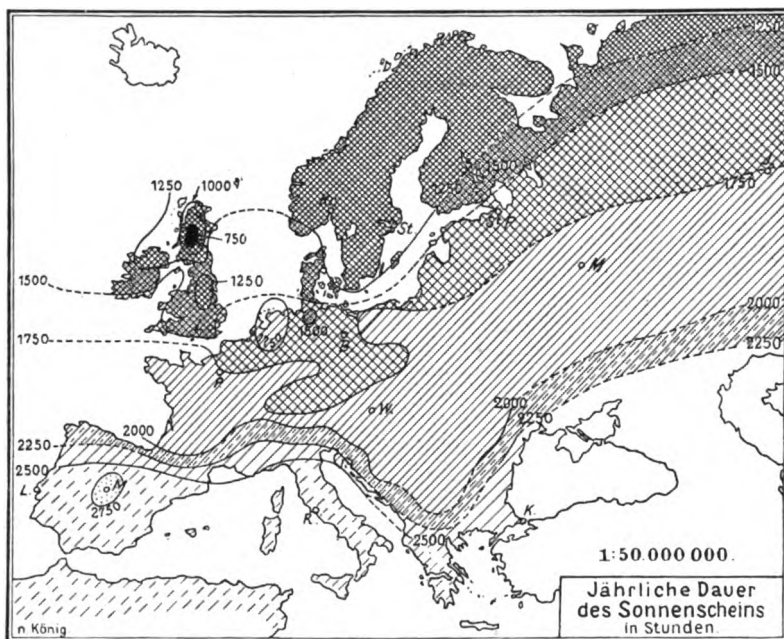 1250
1500
1250
1000
750
1250
1500
1250
St.
St. P.
1750
1500
M.
1750
1500
B.
2000
2250
P.
2000
W.
2000
2250
2250
2500
L.
M.
2750
R.
2500
K.
1:50.000 000.
Jährliche Dauer
des Sonnenscheins
in Stunden.
n. König